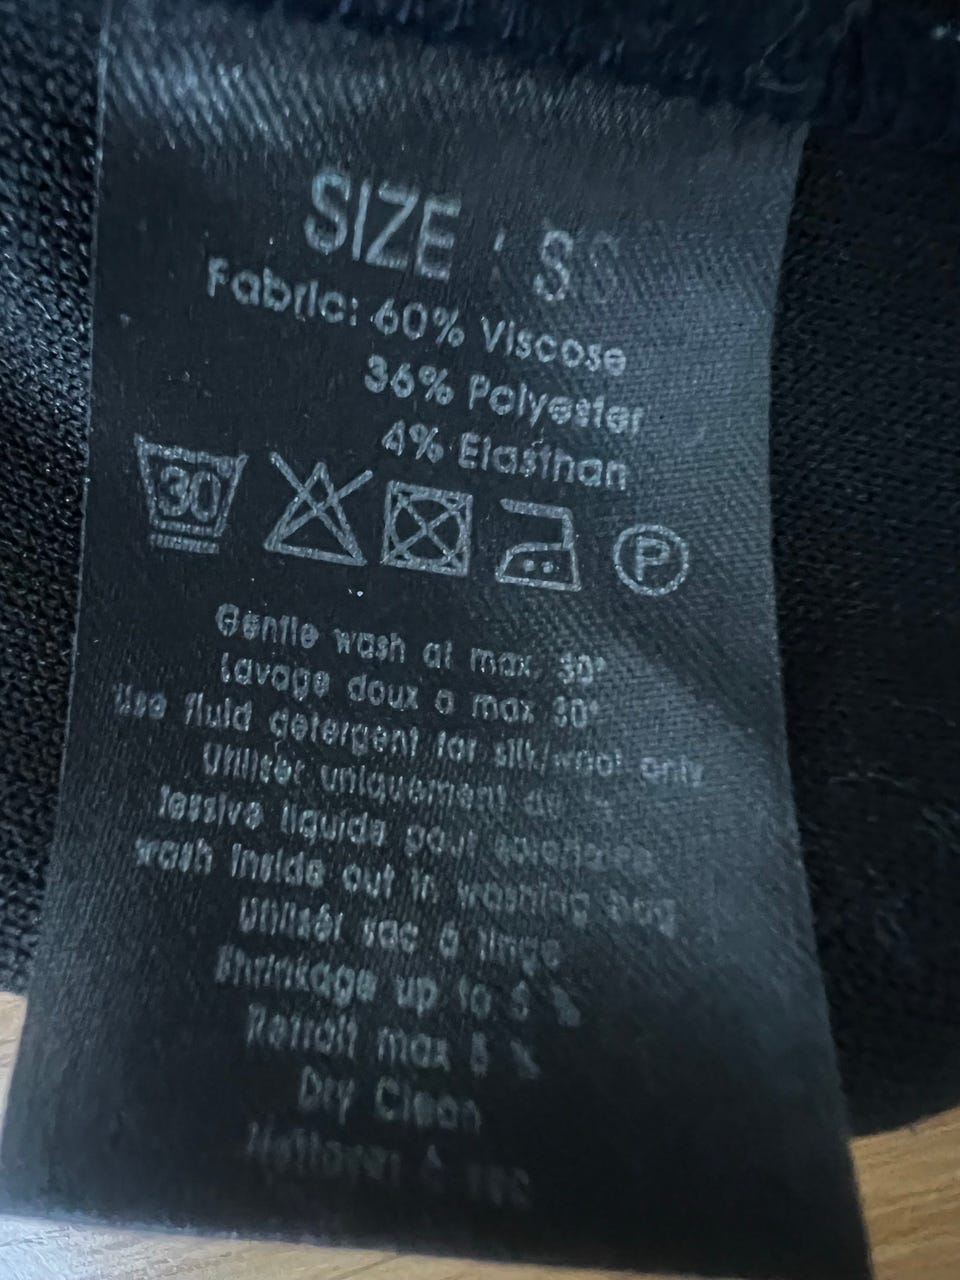 SIZE : S
Fabric: 60% Viscose
36% Polyester
4% Elasthan
30
P
Gentle wash at max. 30°
Lavage doux a max 30°
Use fluid detergent for silk/wool only
Utiliser uniquement
lessive liquide pour
wash inside out in washing bag
Utilisér sac a linge
Shrinkage up to 5 %
Retrait max 5 %
Dry Clean